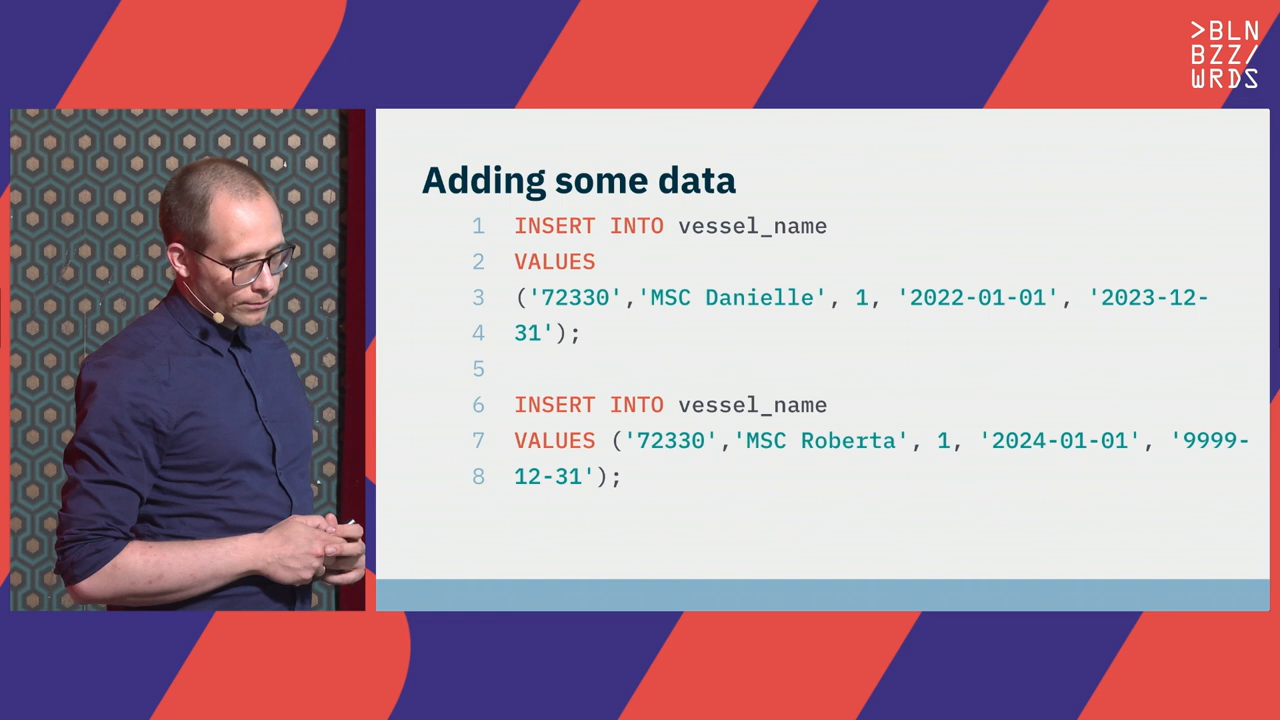 >BLN
BZZ/
WRDS
Adding some data
1 INSERT INTO vessel_name
2 VALUES
3 ('72330','MSC Danielle', 1, '2022-01-01', '2023-12-
4 31');
5
6 INSERT INTO vessel_name
7 VALUES ('72330','MSC Roberta', 1, '2024-01-01', '9999-
8 12-31');